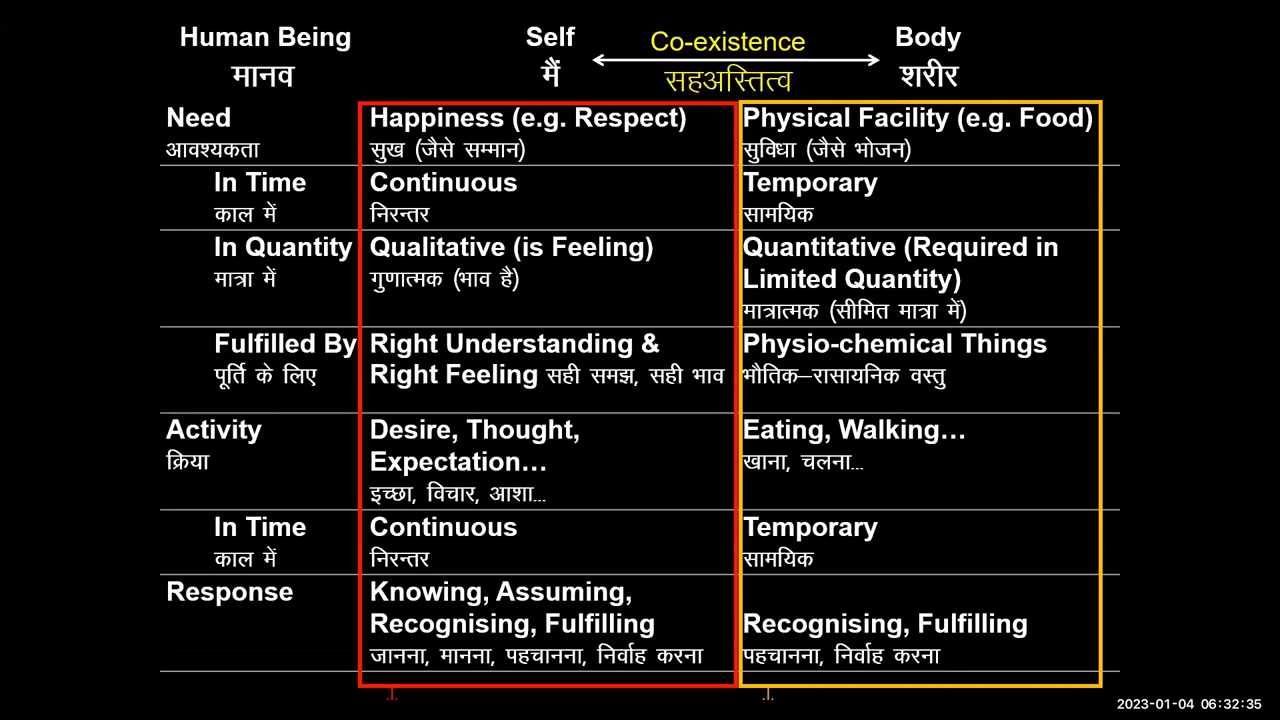 Human Being Self Co-existence Body
मानव मैं सहअस्तित्व शरीर
Need Happiness (e.g. Respect) Physical Facility (e.g. Food)
आवश्यकता सुख (जैसे सम्मान) सुविधा (जैसे भोजन)
In Time Continuous Temporary
काल में निरन्तर सामयिक
In Quantity Qualitative (is Feeling) Quantitative (Required in
Limited Quantity)
मात्रा में गुणात्मक (भाव है) मात्रात्मक (सीमित मात्रा में)
Fulfilled By Right Understanding & Physio-chemical Things
पूर्ति के लिए Right Feeling सही समझ, सही भाव भौतिक–रासायनिक वस्तु
Activity Desire, Thought, Eating, Walking…
क्रिया Expectation… खाना, चलना...
इच्छा, विचार, आशा...
In Time Continuous Temporary
काल में निरन्तर सामयिक
Response Knowing, Assuming,
Recognising, Fulfilling Recognising, Fulfilling
जानना, मानना, पहचानना, निर्वाह करना पहचानना, निर्वाह करना
2023-01-04 06:32:35